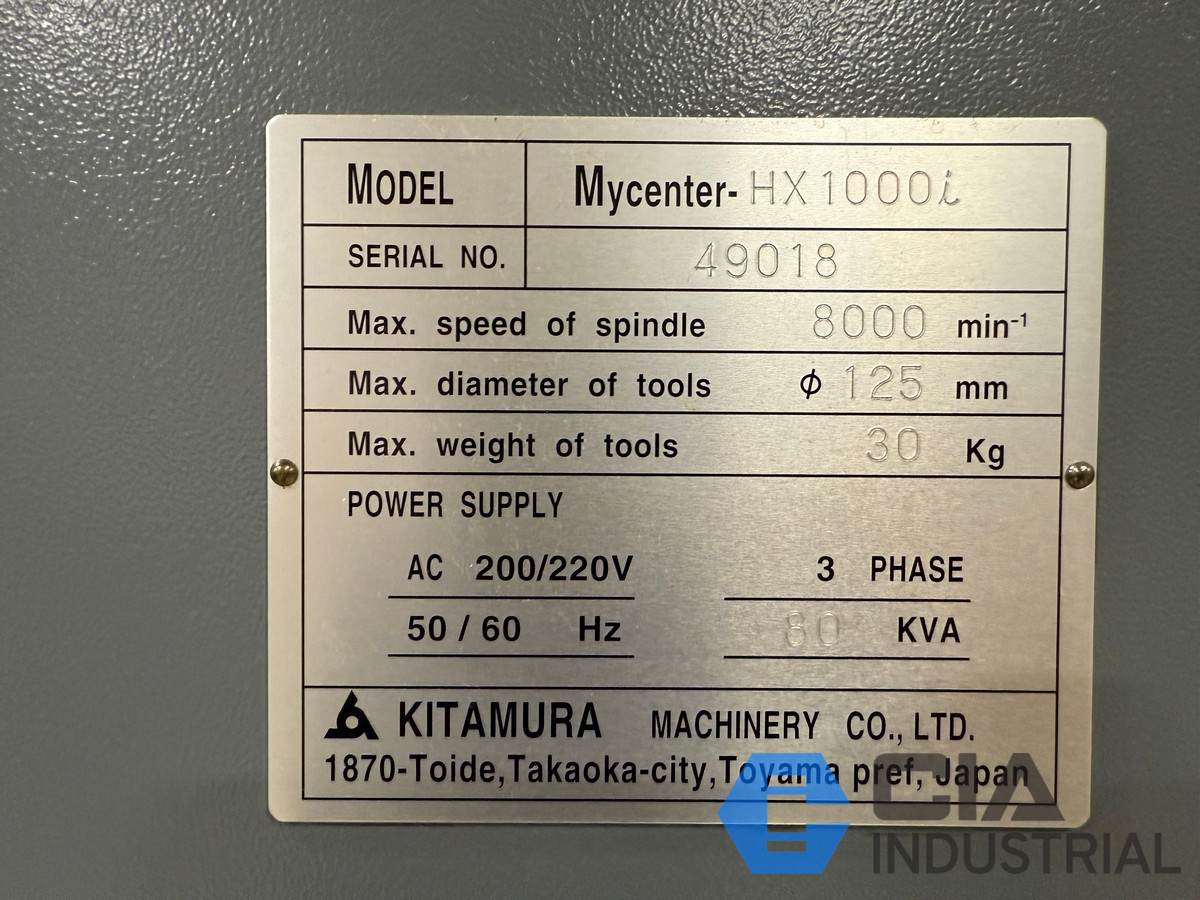 MODEL Mycenter-HX1000i
SERIAL NO. 49018
Max. speed of spindle 8000 min⁻¹
Max. diameter of tools ϕ 125 mm
Max. weight of tools 30 Kg
POWER SUPPLY
AC 200/220V 3 PHASE
50 / 60 Hz 80 KVA
KITAMURA MACHINERY CO., LTD.
1870-Toide,Takaoka-city,Toyama pref, Japan
CIA
INDUSTRIAL